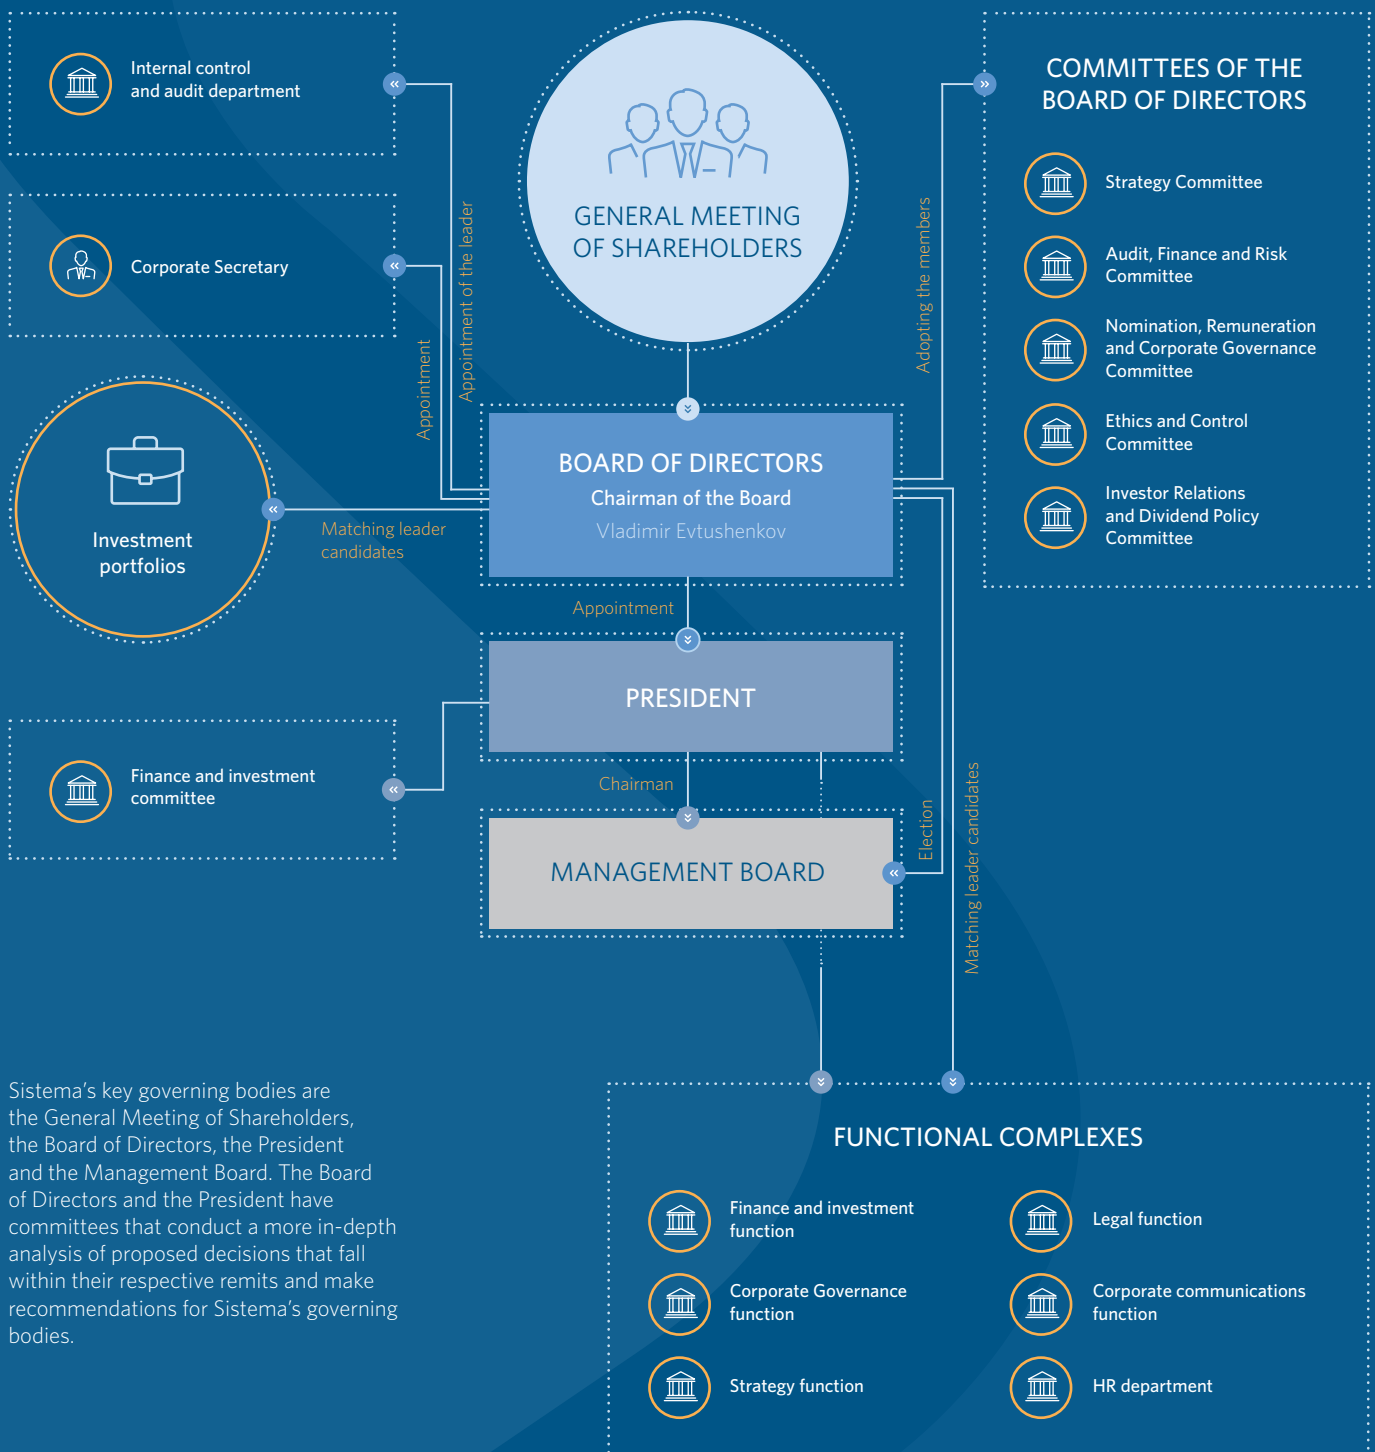 Internal control
and audit department
Corporate Secretary
Appointment
Appointment of the leader
GENERAL MEETING
OF SHAREHOLDERS
Adopting the members
COMMITTEES OF THE
BOARD OF DIRECTORS
Strategy Committee
Audit, Finance and Risk
Committee
Nomination, Remuneration
and Corporate Governance
Committee
Ethics and Control
Committee
Investor Relations
and Dividend Policy
Committee
Investment
portfolios
Matching leader
candidates
BOARD OF DIRECTORS
Chairman of the Board
Vladimir Evtushenkov
Appointment
PRESIDENT
Finance and investment
committee
Chairman
MANAGEMENT BOARD
Election
Matching leader candidates
Sistema’s key governing bodies are
the General Meeting of Shareholders,
the Board of Directors, the President
and the Management Board. The Board
of Directors and the President have
committees that conduct a more in-depth
analysis of proposed decisions that fall
within their respective remits and make
recommendations for Sistema’s governing
bodies.
FUNCTIONAL COMPLEXES
Finance and investment
function
Corporate Governance
function
Strategy function
Legal function
Corporate communications
function
HR department